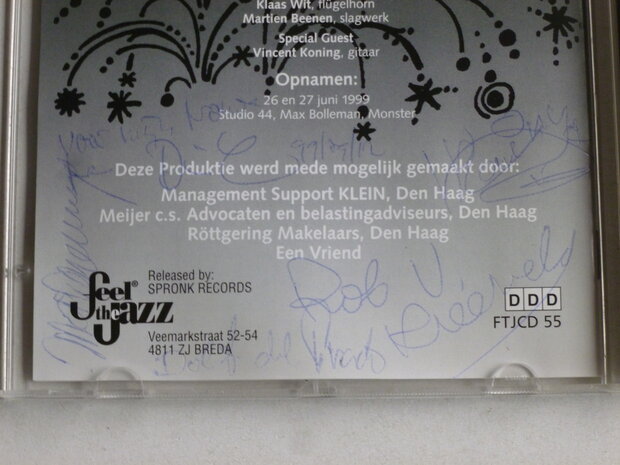 Klaas Wit, flügelhorn
Martien Beenen, slagwerk
Special Guest
Vincent Koning, gitaar
Opnamen:
26 en 27 juni 1999
Studio 44, Max Bolleman, Monster
Deze Produktie werd mede mogelijk gemaakt door:
Management Support KLEIN, Den Haag
Meijer c.s. Advocaten en belastingadviseurs, Den Haag
Röttgering Makelaars, Den Haag
Een Vriend
feel® the Jazz
Released by:
SPRONK RECORDS
Veemarkstraat 52-54
4811 ZJ BREDA
Rob V
DDD
FTJCD 55